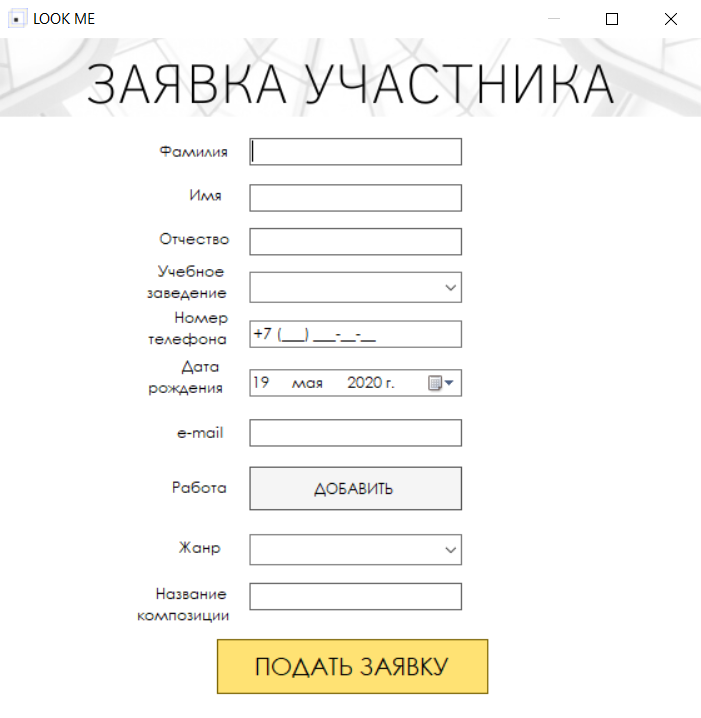 LOOK ME
ЗАЯВКА УЧАСТНИКА
Фамилия
Имя
Отчество
Учебное
заведение
Номер
телефона
+7 (___) ___-__-__
Дата
рождения
19 мая 2020 г.
e-mail
Работа
ДОБАВИТЬ
Жанр
Название
композиции
ПОДАТЬ ЗАЯВКУ